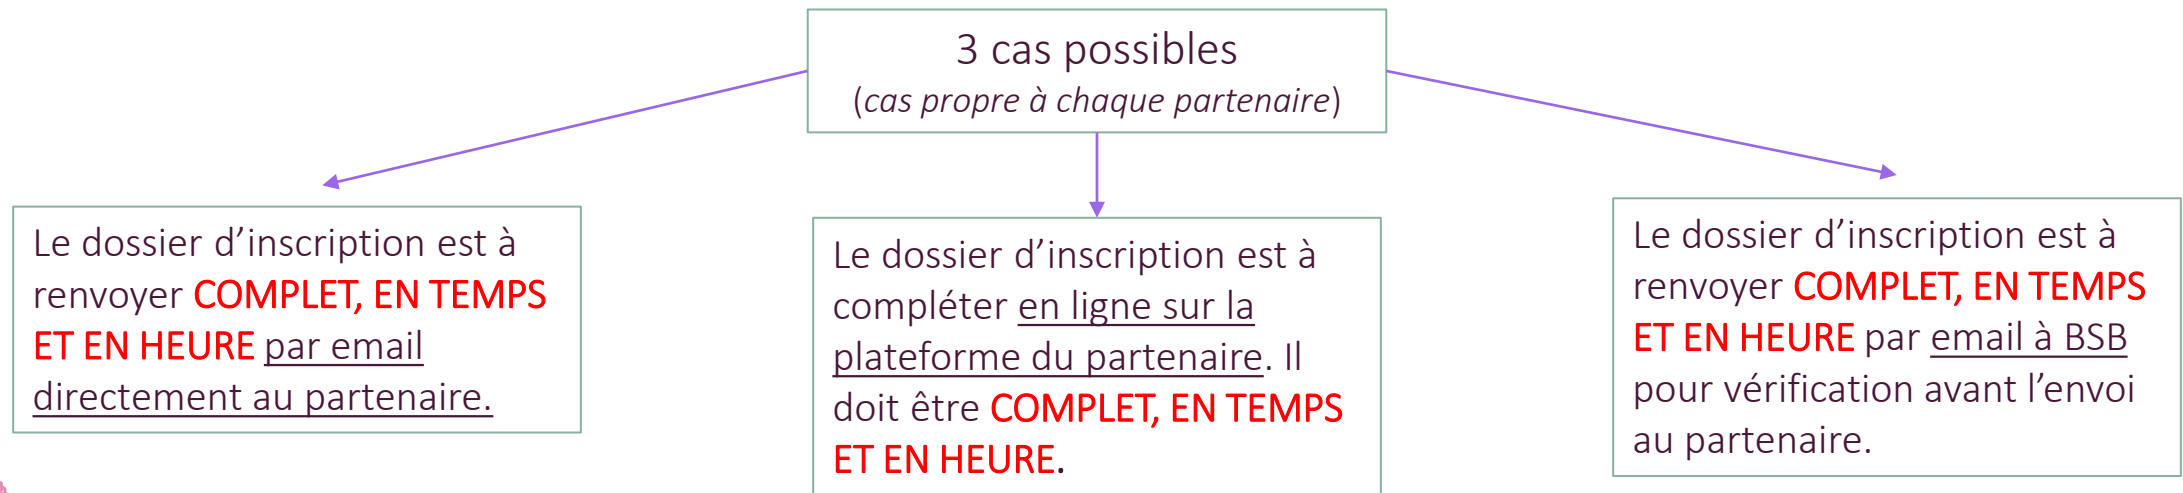 3 cas possibles
(cas propre à chaque partenaire)
Le dossier d’inscription est à
renvoyer COMPLET, EN TEMPS
ET EN HEURE par email
directement au partenaire.
Le dossier d’inscription est à
compléter en ligne sur la
plateforme du partenaire. Il
doit être COMPLET, EN TEMPS
ET EN HEURE.
Le dossier d’inscription est à
renvoyer COMPLET, EN TEMPS
ET EN HEURE par email à BSB
pour vérification avant l’envoi
au partenaire.